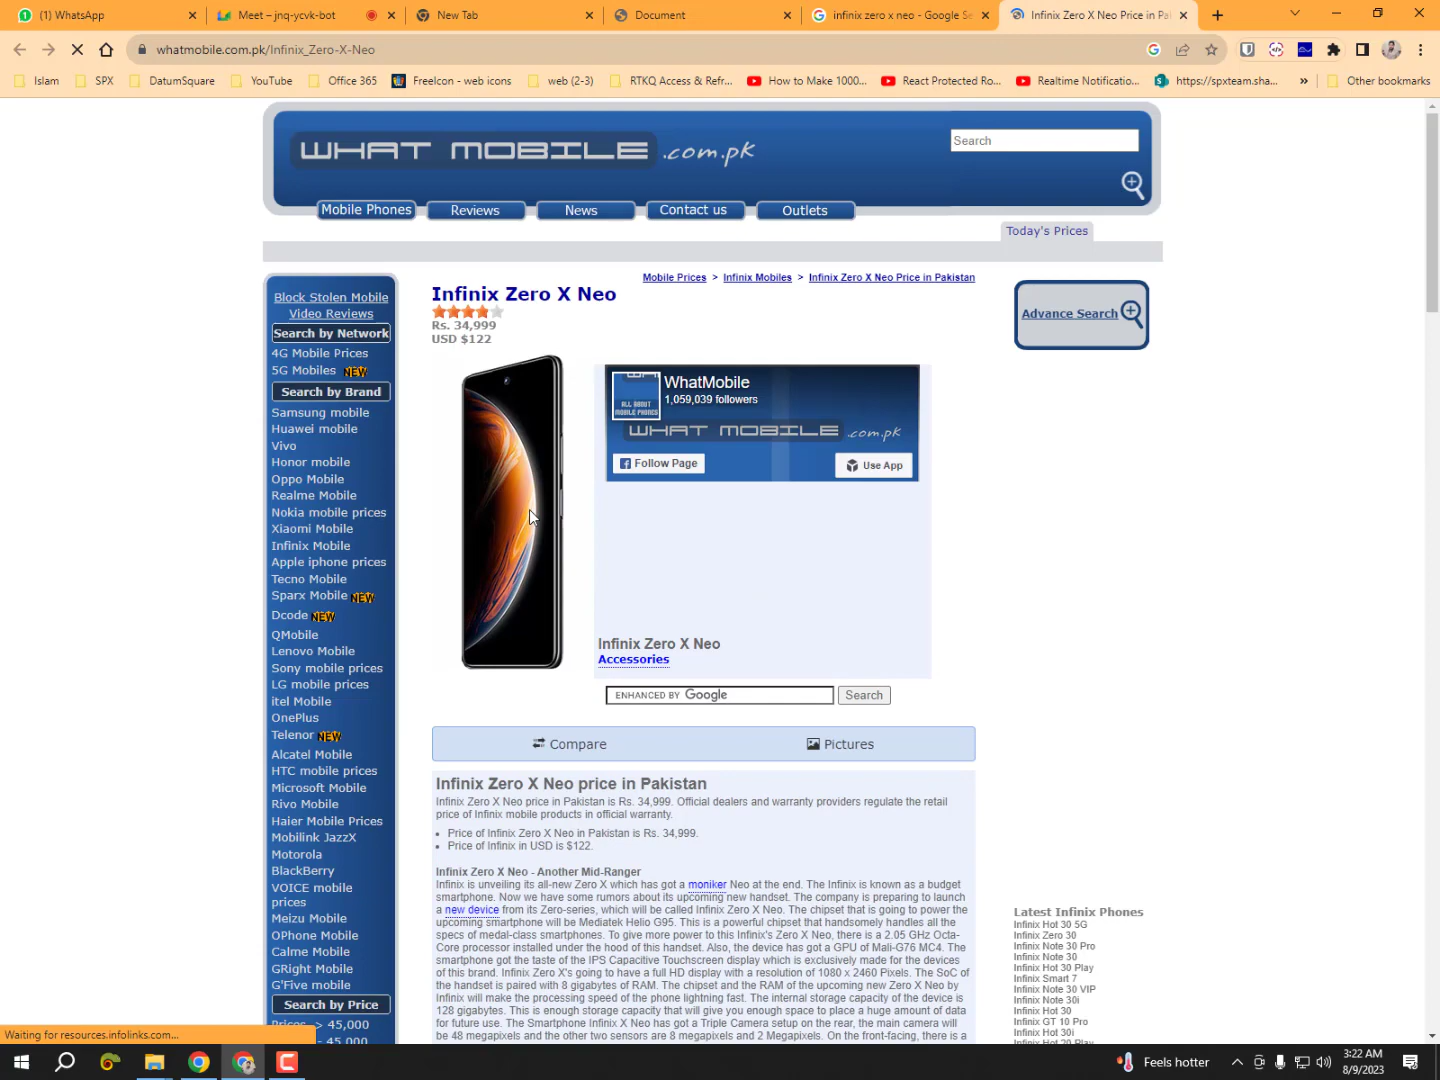 (1) WhatsApp
Meet – jnq-ycvk-bot
New Tab
Document
infinix zero x neo - Google Se
Infinix Zero X Neo Price in Pa
whatmobile.com.pk/Infinix_Zero-X-Neo
Islam
SPX
DatumSquare
YouTube
Office 365
FreeIcon - web icons
web (2-3)
RTKQ Access & Refr...
How to Make 1000...
React Protected Ro...
Realtime Notificatio...
https://spxteam.sha...
»
Other bookmarks
WHAT MOBILE .com.pk
Search
Mobile Phones
Reviews
News
Contact us
Outlets
Today's Prices
Block Stolen Mobile
Video Reviews
Search by Network
4G Mobile Prices
5G Mobiles NEW
Search by Brand
Samsung mobile
Huawei mobile
Vivo
Honor mobile
Oppo Mobile
Realme Mobile
Nokia mobile prices
Xiaomi Mobile
Infinix Mobile
Apple iphone prices
Tecno Mobile
Sparx Mobile NEW
Dcode NEW
QMobile
Lenovo Mobile
Sony mobile prices
LG mobile prices
itel Mobile
OnePlus
Telenor NEW
Alcatel Mobile
HTC mobile prices
Microsoft Mobile
Rivo Mobile
Haier Mobile Prices
Mobilink JazzX
Motorola
BlackBerry
VOICE mobile
prices
Meizu Mobile
OPhone Mobile
Calme Mobile
GRight Mobile
G'Five mobile
Search by Price
Prices > 45,000
Mobile Prices > Infinix Mobiles > Infinix Zero X Neo Price in Pakistan
Infinix Zero X Neo
Rs. 34,999
USD $122
WhatMobile
1,059,039 followers
ALL ABOUT
MOBILE PHONES
WHAT MOBILE .com.pk
Follow Page
Use App
Infinix Zero X Neo
Accessories
ENHANCED BY Google
Search
Compare
Pictures
Infinix Zero X Neo price in Pakistan
Infinix Zero X Neo price in Pakistan is Rs. 34,999. Official dealers and warranty providers regulate the retail
price of Infinix mobile products in official warranty.
• Price of Infinix Zero X Neo in Pakistan is Rs. 34,999.
• Price of Infinix in USD is $122.
Infinix Zero X Neo - Another Mid-Ranger
Infinix is unveiling its all-new Zero X which has got a moniker Neo at the end. The Infinix is known as a budget
smartphone. Now we have some rumors about its upcoming new handset. The company is preparing to launch
a new device from its Zero-series, which will be called Infinix Zero X Neo. The chipset that is going to power the
upcoming smartphone will be Mediatek Helio G95. This is a powerful chipset that handsomely handles all the
specs of medal-class smartphones. To give more power to this Infinix's Zero X Neo, there is a 2.05 GHz Octa-
Core processor installed under the hood of this handset. Also, the device has got a GPU of Mali-G76 MC4. The
smartphone got the taste of the IPS Capacitive Touchscreen display which is exclusively made for the devices
of this brand. Infinix Zero X's going to have a full HD display with a resolution of 1080 x 2460 Pixels. The SoC of
the handset is paired with 8 gigabytes of RAM. The chipset and the RAM of the upcoming new Zero X Neo by
Infinix will make the processing speed of the phone lightning fast. The internal storage capacity of the device is
128 gigabytes. This is enough storage capacity that will give you enough space to place a huge amount of data
for future use. The Smartphone Infinix X Neo has got a Triple Camera setup on the rear, the main camera will
be 48 megapixels and the other two sensors are 8 megapixels and 2 Megapixels. On the front-facing, there is a
Advance Search
Latest Infinix Phones
Infinix Hot 30 5G
Infinix Zero 30
Infinix Note 30 Pro
Infinix Note 30
Infinix Hot 30 Play
Infinix Smart 7
Infinix Note 30 VIP
Infinix Note 30i
Infinix Hot 30
Infinix GT 10 Pro
Infinix Hot 30i
Waiting for resources.infolinks.com...
Feels hotter
3:22 AM
8/9/2023